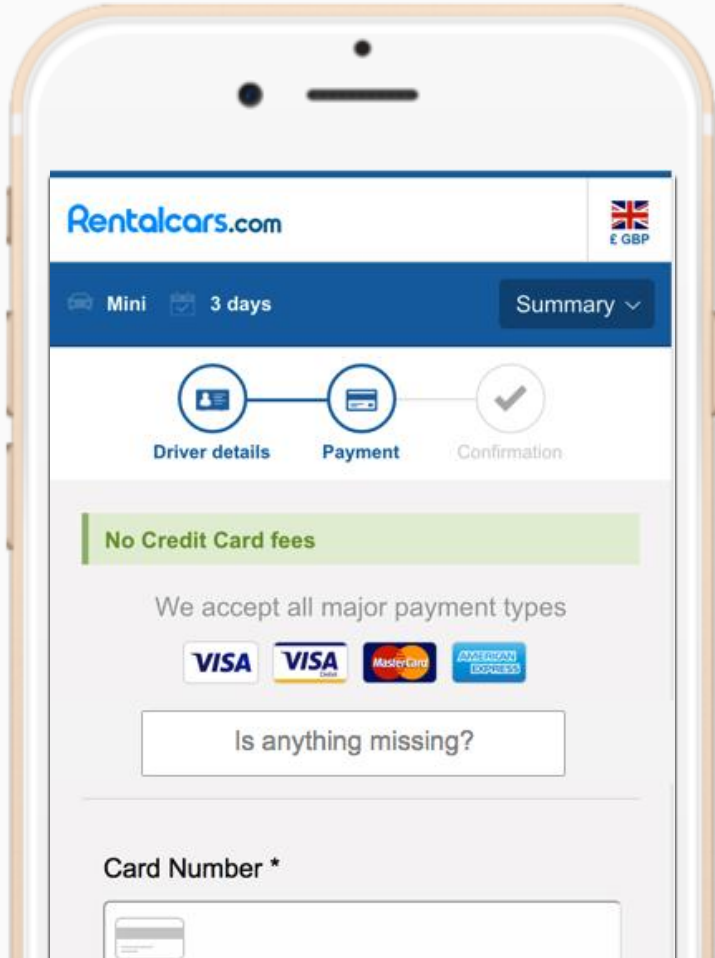 Rentalcars.com
£ GBP
Mini 3 days Summary
Driver details Payment Confirmation
No Credit Card fees
We accept all major payment types
VISA VISA MasterCard AMERICAN EXPRESS
Is anything missing?
Card Number *